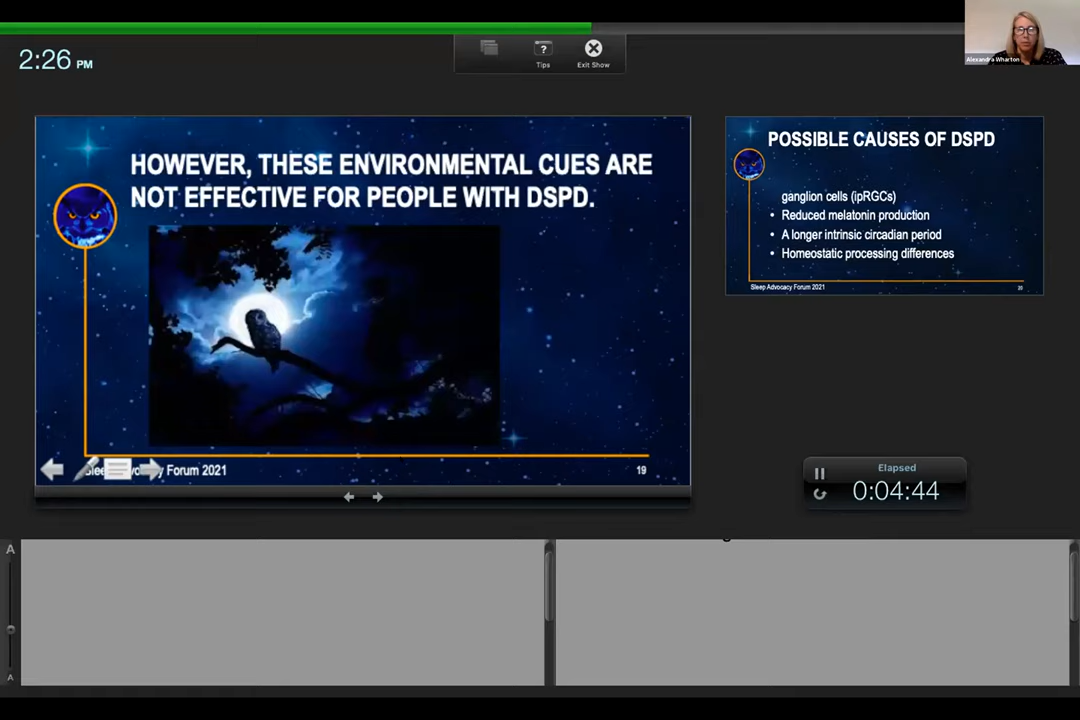 2:26 PM
Tips
Exit Show
Alexandra Wharton
HOWEVER, THESE ENVIRONMENTAL CUES ARE
NOT EFFECTIVE FOR PEOPLE WITH DSPD.
Forum 2021
19
POSSIBLE CAUSES OF DSPD
ganglion cells (ipRGCs)
• Reduced melatonin production
• A longer intrinsic circadian period
• Homeostatic processing differences
Sleep Advocacy Forum 2021
20
Elapsed
0:04:44
A
A